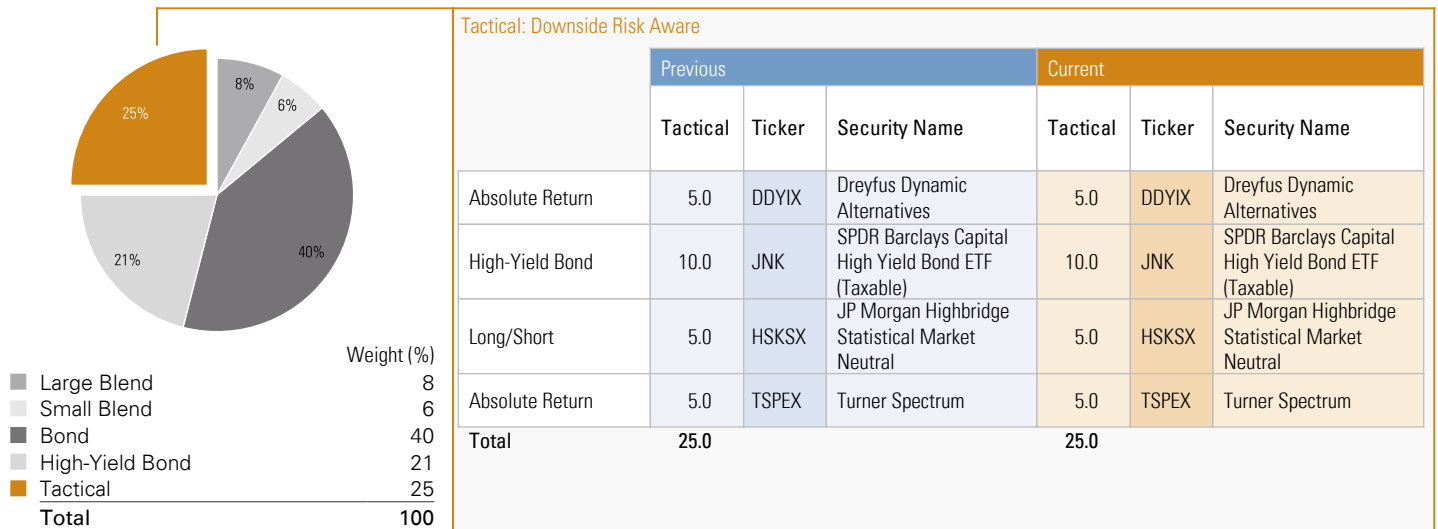 Tactical: Downside Risk Aware
8%
6%
25%
40%
21%
Weight (%)
Large Blend 8
Small Blend 6
Bond 40
High-Yield Bond 21
Tactical 25
Total 100
Previous Current
Tactical Ticker Security Name Tactical Ticker Security Name
Absolute Return 5.0 DDYIX Dreyfus Dynamic Alternatives 5.0 DDYIX Dreyfus Dynamic Alternatives
High-Yield Bond 10.0 JNK SPDR Barclays Capital High Yield Bond ETF (Taxable) 10.0 JNK SPDR Barclays Capital High Yield Bond ETF (Taxable)
Long/Short 5.0 HSKSX JP Morgan Highbridge Statistical Market Neutral 5.0 HSKSX JP Morgan Highbridge Statistical Market Neutral
Absolute Return 5.0 TSPEX Turner Spectrum 5.0 TSPEX Turner Spectrum
Total 25.0 25.0